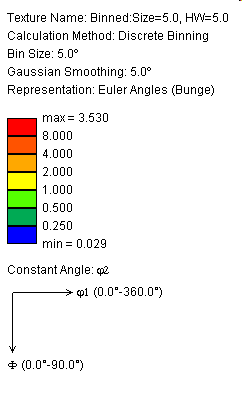 Texture Name: Binned:Size=5.0, HW=5.0
Calculation Method: Discrete Binning
Bin Size: 5.0°
Gaussian Smoothing: 5.0°
Representation: Euler Angles (Bunge)
max = 3.530
8.000
4.000
2.000
1.000
0.500
0.250
min = 0.029
Constant Angle: φ2
φ1 (0.0°-360.0°)
Φ (0.0°-90.0°)